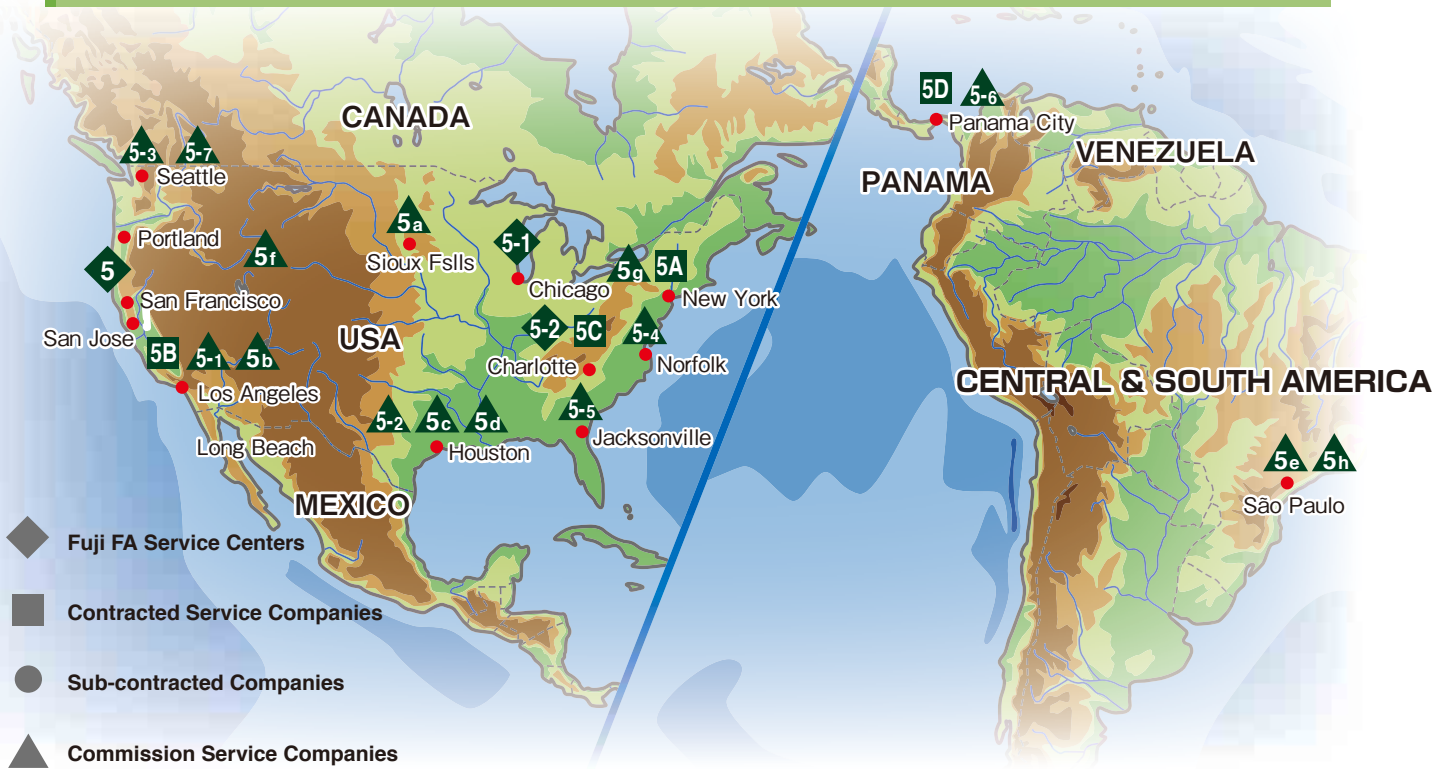 CANADA
5-3
5-7
Seattle
Portland
5
5f
San Francisco
San Jose
5B
5-1
5b
Los Angeles
Long Beach
5a
Sioux Fslls
5-1
Chicago
5g
5A
New York
USA
5-2
5C
Charlotte
5-4
Norfolk
5-2
5c
5d
Houston
5-5
Jacksonville
MEXICO
5D
5-6
Panama City
PANAMA
VENEZUELA
CENTRAL & SOUTH AMERICA
5e
5h
São Paulo
Fuji FA Service Centers
Contracted Service Companies
Sub-contracted Companies
Commission Service Companies